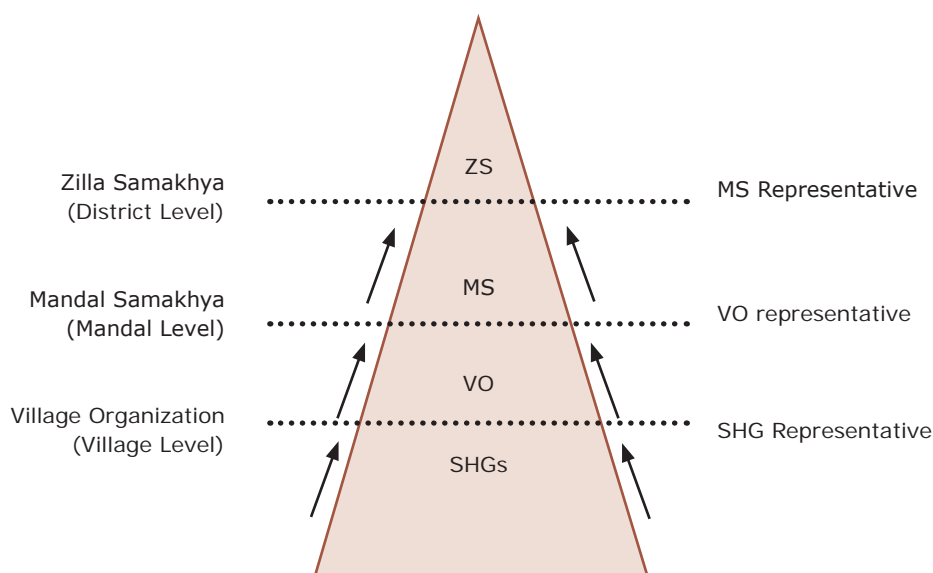 ZS
Zilla Samakhya
(District Level)
MS Representative
MS
Mandal Samakhya
(Mandal Level)
VO representative
VO
Village Organization
(Village Level)
SHG Representative
SHGs